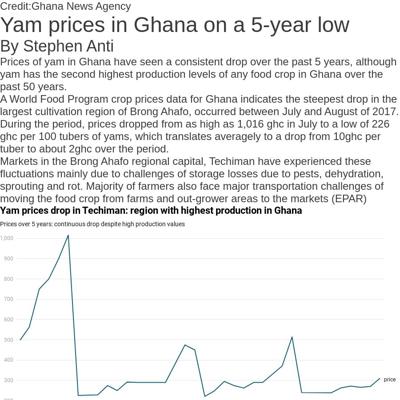 Credit:Ghana News Agency
Yam prices in Ghana on a 5-year low
By Stephen Anti
Prices of yam in Ghana have seen a consistent drop over the past 5 years, although
yam has the second highest production levels of any food crop in Ghana over the
past 50 years.
A World Food Program crop prices data for Ghana indicates the steepest drop in the
largest cultivation region of Brong Ahafo, occurred between July and August of 2017.
During the period, prices dropped from as high as 1,016 ghc in July to a low of 226
ghc per 100 tubers of yams, which translates averagely to a drop from 10ghc per
tuber to about 2ghc over the period.
Markets in the Brong Ahafo regional capital, Techiman have experienced these
fluctuations mainly due to challenges of storage losses due to pests, dehydration,
sprouting and rot. Majority of farmers also face major transportation challenges of
moving the food crop from farms and out-grower areas to the markets (EPAR)
Yam prices drop in Techiman: region with highest production in Ghana
Prices over 5 years: continuous drop despite high production values
1,000
900
800
700
600
500
400
300
price
200